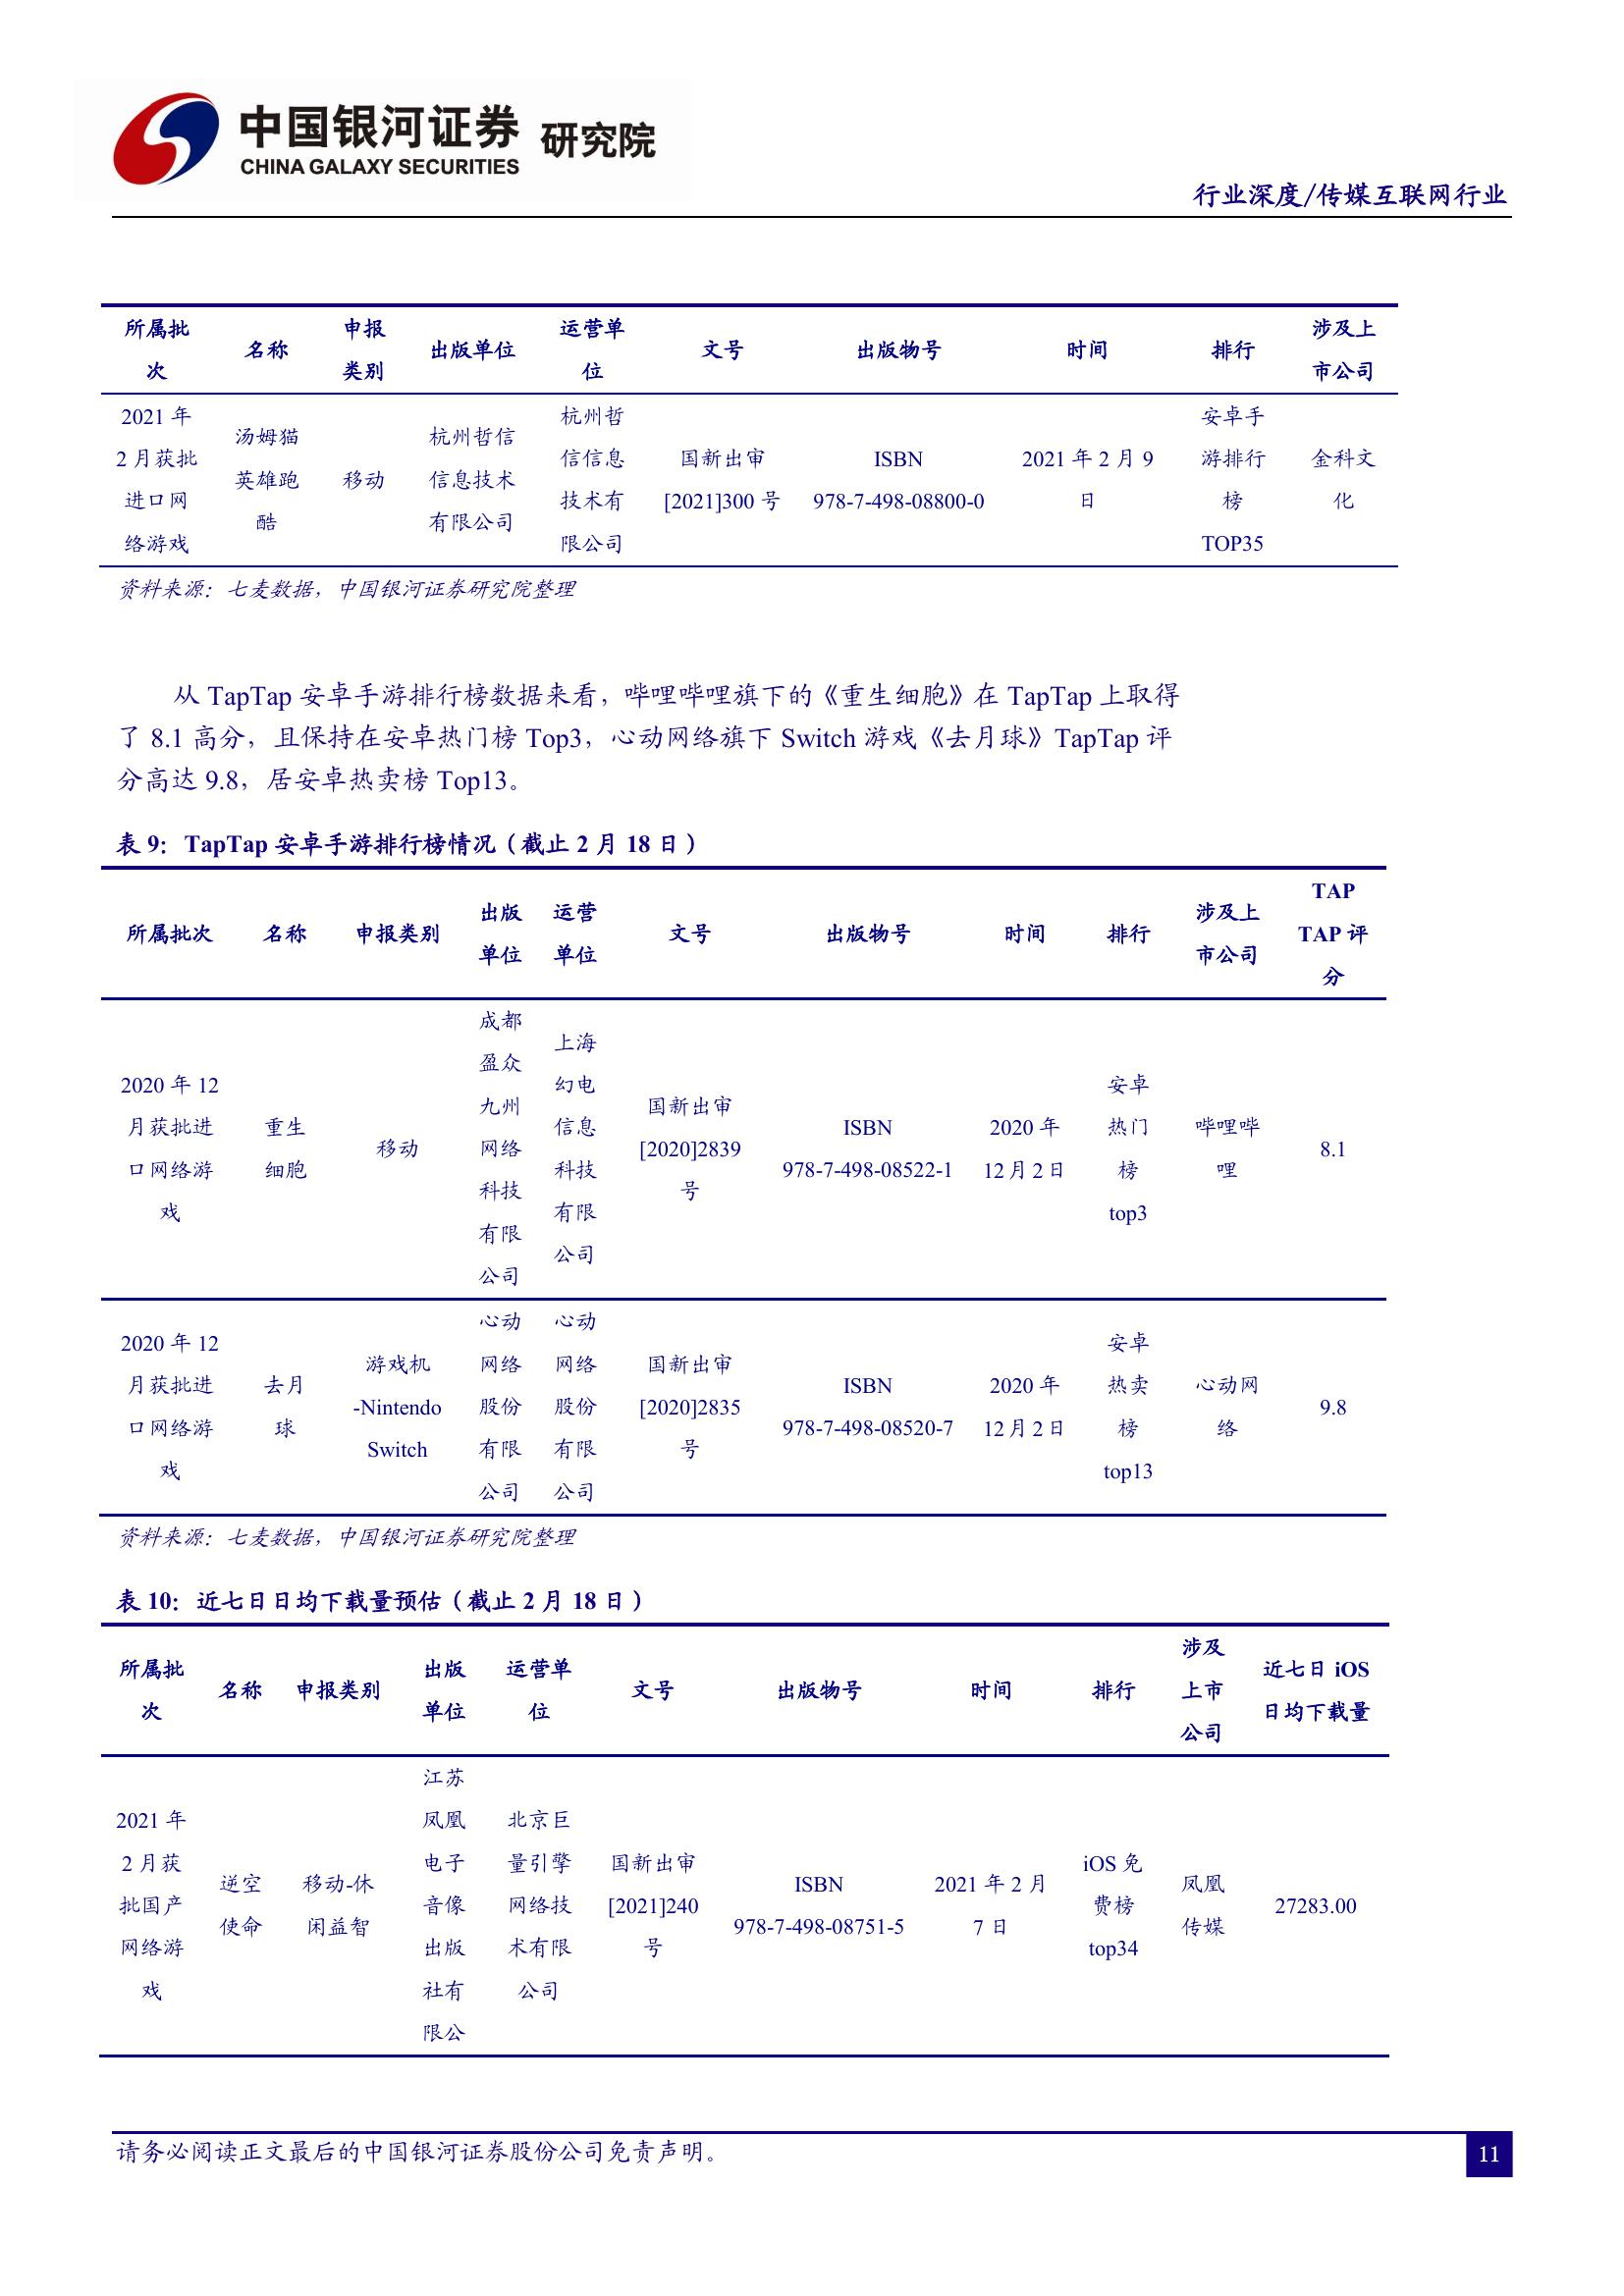 中国银河证券 研究院
CHINA GALAXY SECURITIES
行业深度/传媒互联网行业
所属批次 名称 申报类别 出版单位 运营单位 文号 出版物号 时间 排行 涉及上市公司
2021 年 2 月获批进口网络游戏 汤姆猫英雄跑酷 移动 杭州哲信信息技术有限公司 杭州哲信信息技术有限公司 国新出审[2021]300 号 ISBN 978-7-498-08800-0 2021 年 2 月 9 日 安卓手游排行榜 TOP35 金科文化
资料来源：七麦数据，中国银河证券研究院整理
从 TapTap 安卓手游排行榜数据来看，哔哩哔哩旗下的《重生细胞》在 TapTap 上取得
了 8.1 高分，且保持在安卓热门榜 Top3，心动网络旗下 Switch 游戏《去月球》TapTap 评
分高达 9.8，居安卓热卖榜 Top13。
表 9：TapTap 安卓手游排行榜情况（截止 2 月 18 日）
所属批次 名称 申报类别 出版单位 运营单位 文号 出版物号 时间 排行 涉及上市公司 TAP TAP 评分
2020 年 12 月获批进口网络游戏 重生细胞 移动 成都盈众九州网络科技有限公司 上海幻电信息科技有限公司 国新出审[2020]2839 号 ISBN 978-7-498-08522-1 2020 年 12 月 2 日 安卓热门榜 top3 哔哩哔哩 8.1
2020 年 12 月获批进口网络游戏 去月球 游戏机-Nintendo Switch 心动网络股份有限公司 心动网络股份有限公司 国新出审[2020]2835 号 ISBN 978-7-498-08520-7 2020 年 12 月 2 日 安卓热卖榜 top13 心动网络 9.8
资料来源：七麦数据，中国银河证券研究院整理
表 10：近七日日均下载量预估（截止 2 月 18 日）
所属批次 名称 申报类别 出版单位 运营单位 文号 出版物号 时间 排行 涉及上市公司 近七日 iOS 日均下载量
2021 年 2 月获批国产网络游戏 逆空使命 移动-休闲益智 江苏凤凰电子音像出版社有限公 北京巨量引擎网络技术有限公司 国新出审[2021]240 号 ISBN 978-7-498-08751-5 2021 年 2 月 7 日 iOS 免费榜 top34 凤凰传媒 27283.00
请务必阅读正文最后的中国银河证券股份公司免责声明。
11